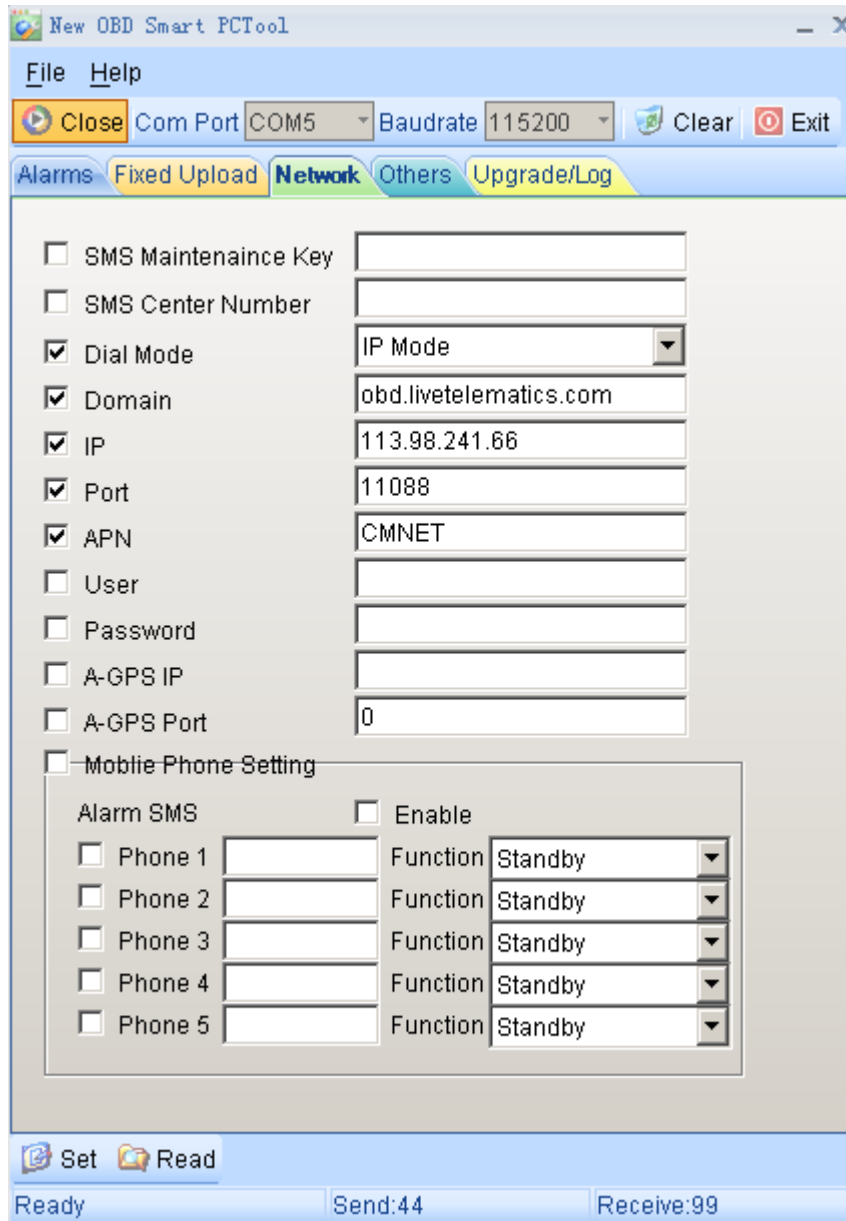 New OBD Smart PCTool
File Help
Close Com Port COM5 Baudrate 115200 Clear Exit
Alarms Fixed Upload Network Others Upgrade/Log
SMS Maintenaince Key
SMS Center Number
Dial Mode IP Mode
Domain obd.livetelematics.com
IP 113.98.241.66
Port 11088
APN CMNET
User
Password
A-GPS IP
A-GPS Port 0
Moblie Phone Setting
Alarm SMS Enable
Phone 1 Function Standby
Phone 2 Function Standby
Phone 3 Function Standby
Phone 4 Function Standby
Phone 5 Function Standby
Set Read
Ready Send:44 Receive:99